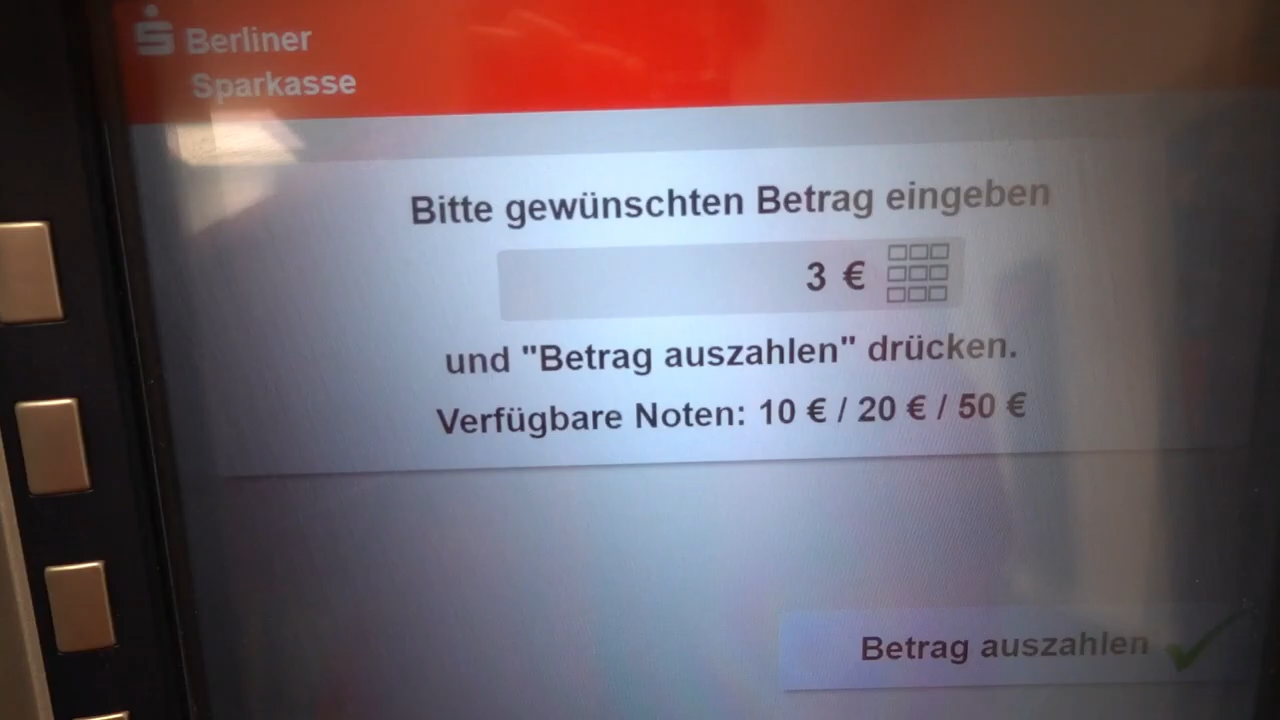 Berliner
Sparkasse
Bitte gewünschten Betrag eingeben
3 €
und "Betrag auszahlen" drücken.
Verfügbare Noten: 10 € / 20 € / 50 €
Betrag auszahlen